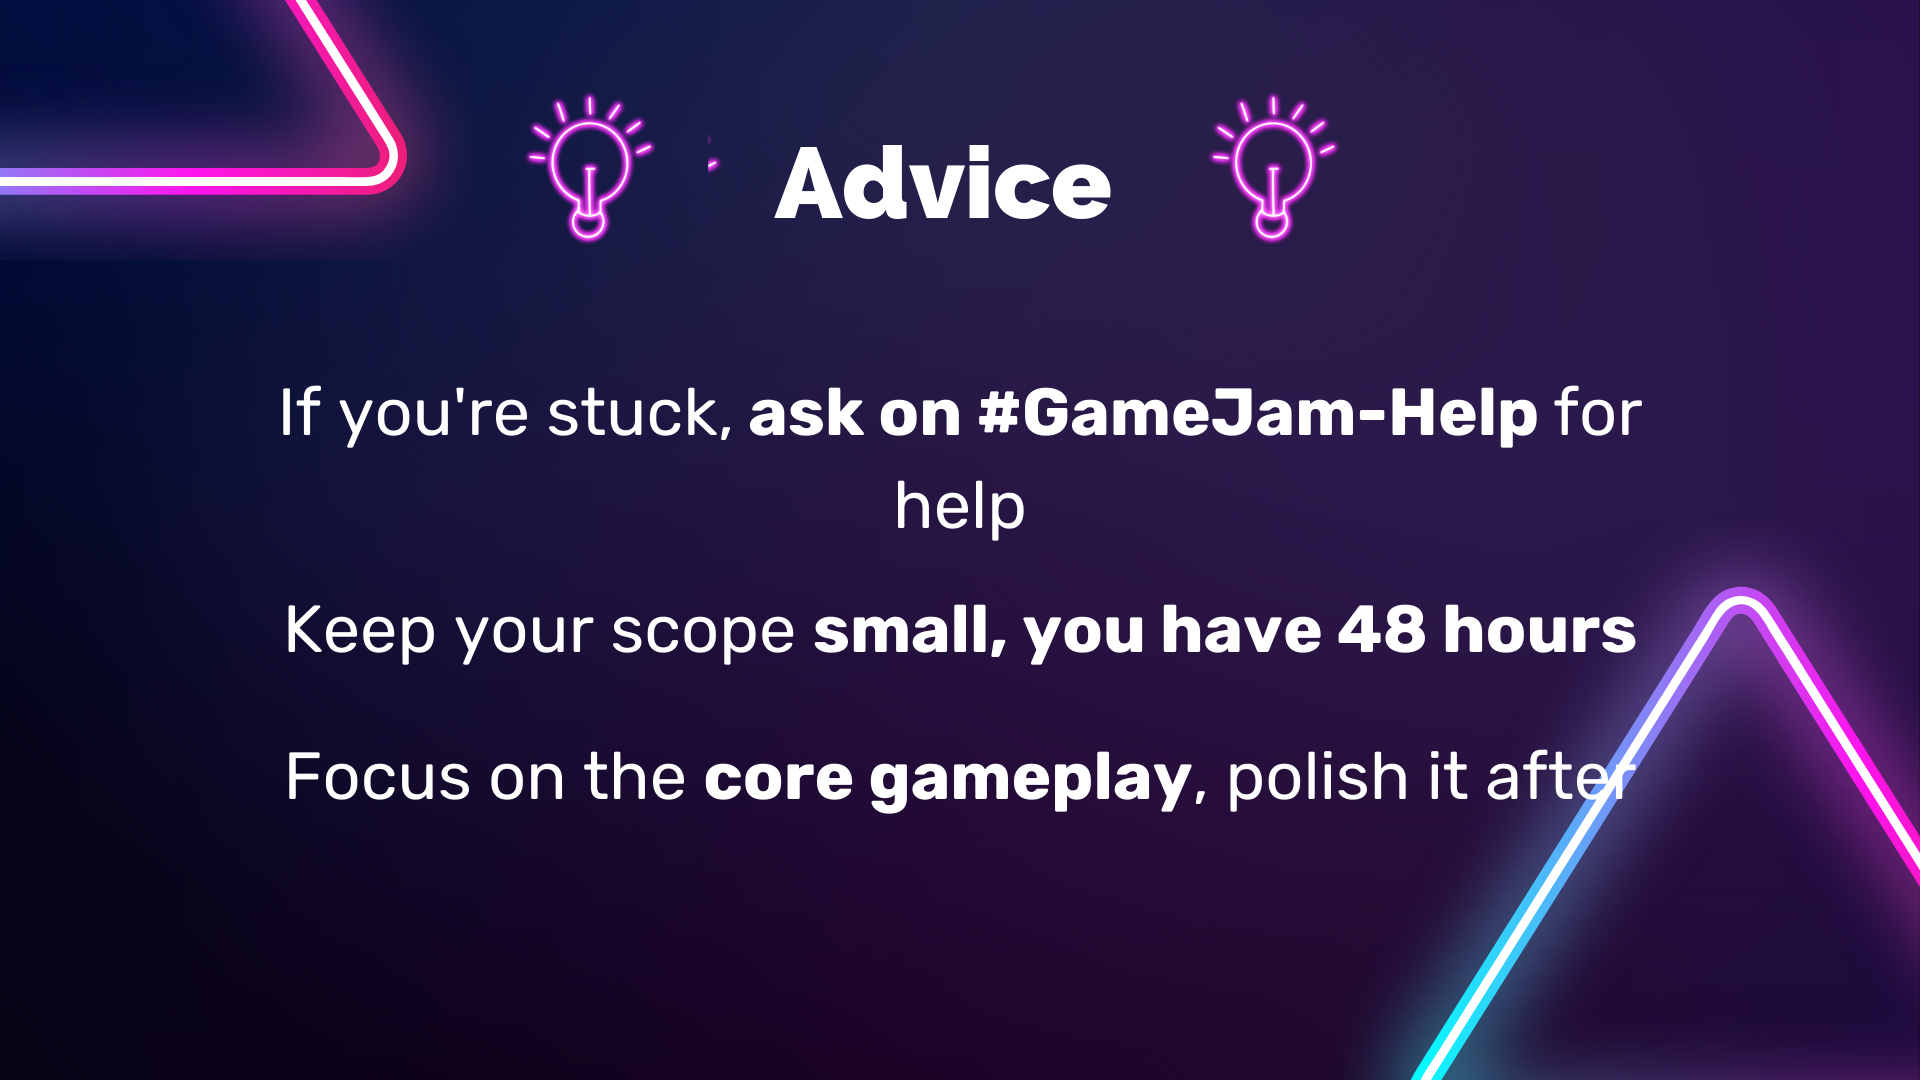 Advice
If you're stuck, ask on #GameJam-Help for
help
Keep your scope small, you have 48 hours
Focus on the core gameplay, polish it after